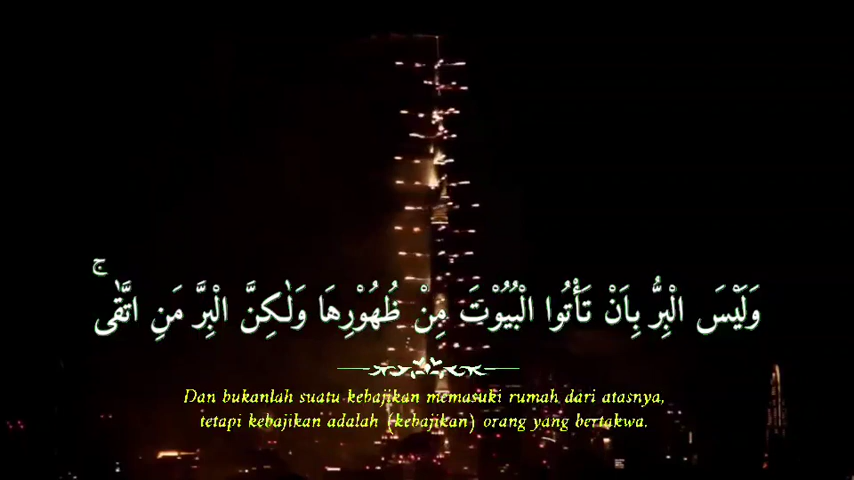 وَلَيْسَ الْبِرُّ بِاَنْ تَأْتُوا الْبُيُوْتَ مِنْ ظُهُوْرِهَا وَلٰكِنَّ الْبِرَّ مَنِ اتَّقٰىۚ
Dan bukanlah suatu kebajikan memasuki rumah dari atasnya,
tetapi kebajikan adalah (kebajikan) orang yang bertakwa.